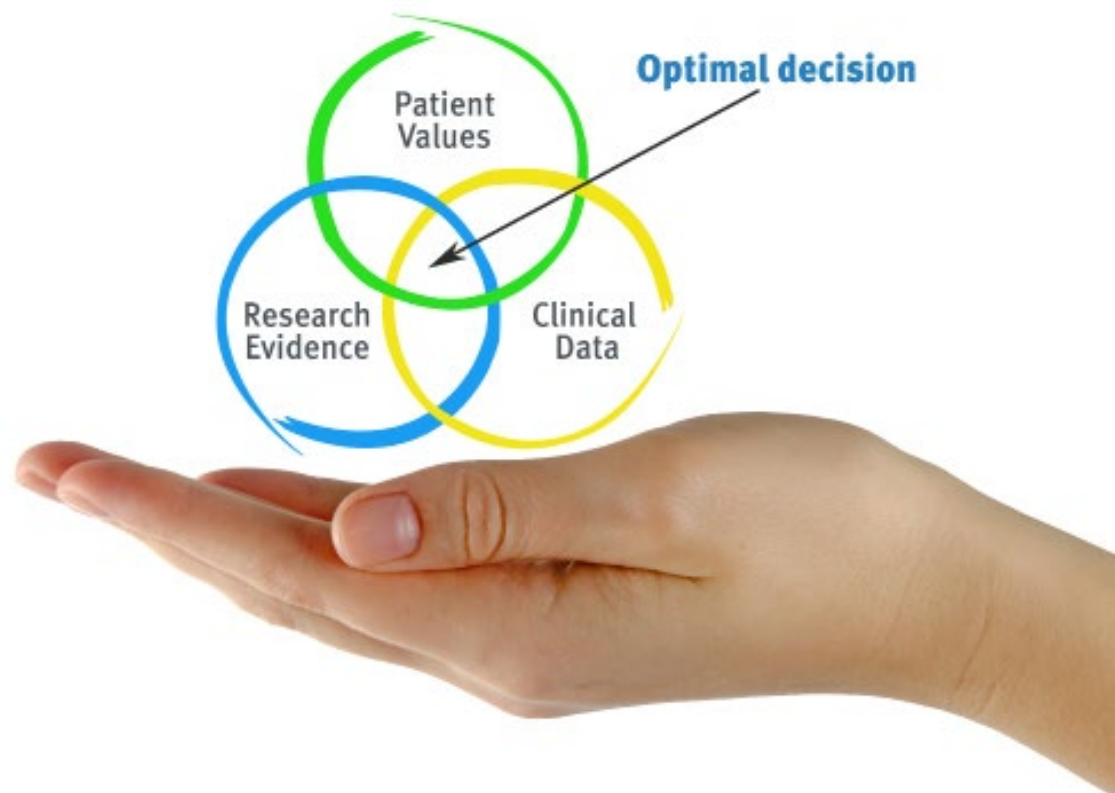 Optimal decision
Patient
Values
Research
Evidence
Clinical
Data